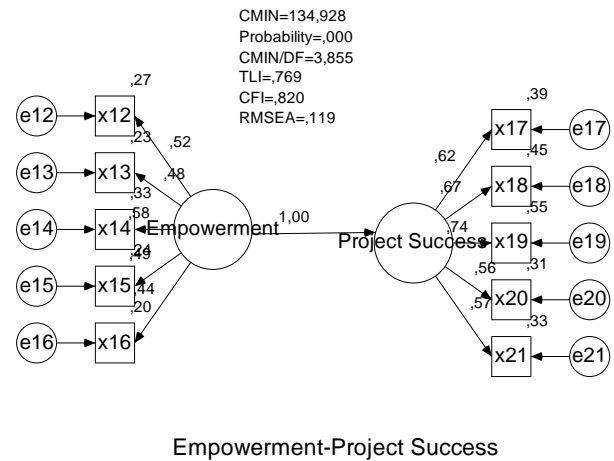 CMIN=134,928
Probability=,000
CMIN/DF=3,855
TLI=,769
CFI=,820
RMSEA=,119
,27
e12 x12
,23
,52
e13 x13
,48
,33
e14 x14
,58
Empowerment
,24
,49
e15 x15
,44
,20
e16 x16
1,00
Project Success
,39
x17 e17
,62
,45
x18 e18
,67
,55
x19 e19
,74
,31
x20 e20
,56
,33
x21 e21
,57
Empowerment-Project Success